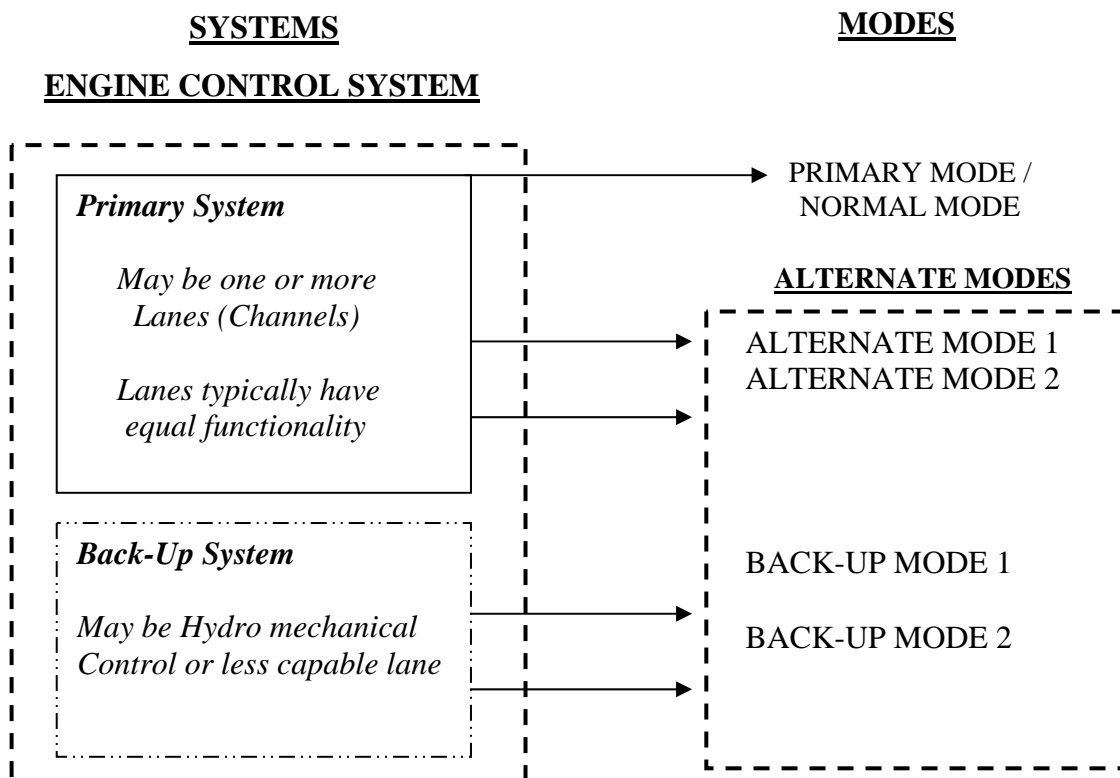 SYSTEMS
ENGINE CONTROL SYSTEM
Primary System
May be one or more
Lanes (Channels)
Lanes typically have
equal functionality
Back-Up System
May be Hydro mechanical
Control or less capable lane
MODES
PRIMARY MODE /
NORMAL MODE
ALTERNATE MODES
ALTERNATE MODE 1
ALTERNATE MODE 2
BACK-UP MODE 1
BACK-UP MODE 2